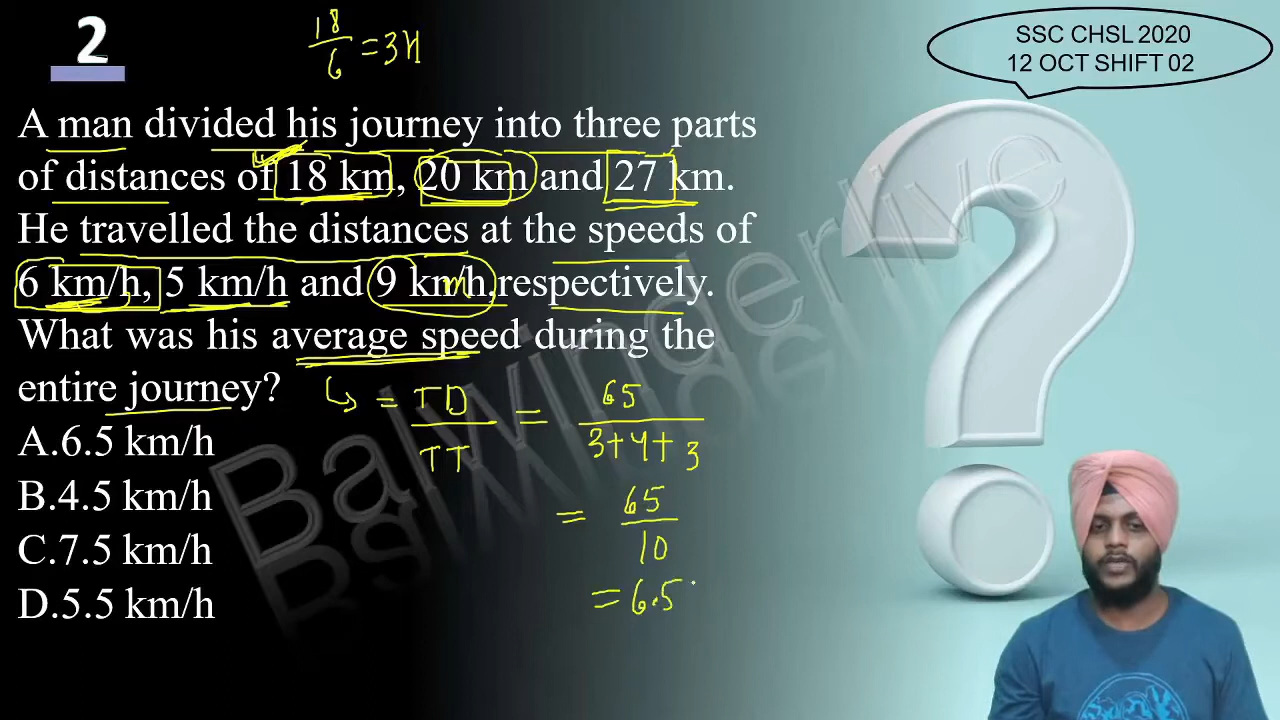 2
18/6 = 3H
SSC CHSL 2020
12 OCT SHIFT 02
A man divided his journey into three parts
of distances of 18 km, 20 km and 27 km.
He travelled the distances at the speeds of
6 km/h, 5 km/h and 9 km/h,respectively.
What was his average speed during the
entire journey?
= TD/TT = 65/3+4+3
= 65/10
= 6.5
A.6.5 km/h
B.4.5 km/h
C.7.5 km/h
D.5.5 km/h
Balwinderlive